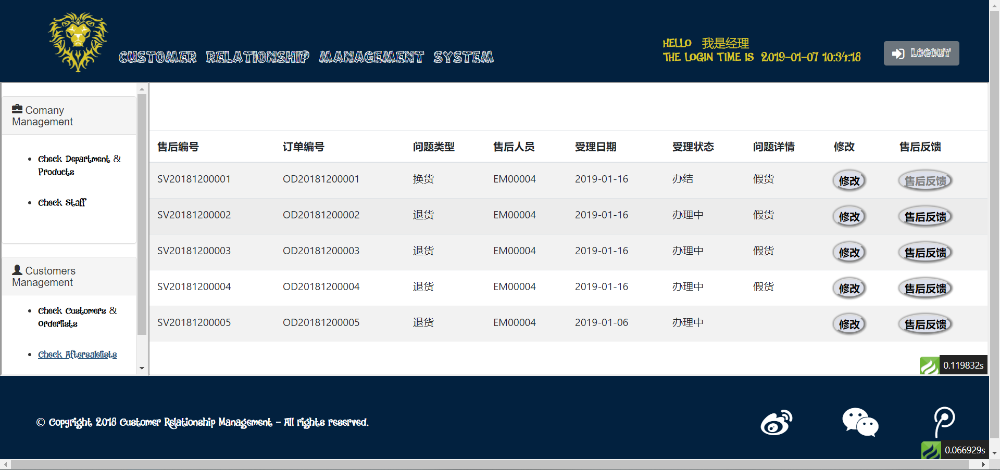 CUSTOMER RELATIONSHIP MANAGEMENT SYSTEM
HELLO 我是经理
THE LOGIN TIME IS 2019-01-07 10:34:18
LOGOUT
Comany
Management
Check Department &
Products
Check Staff
Customers
Management
Check Customers &
Orderlists
Check Aftersalelists
售后编号 订单编号 问题类型 售后人员 受理日期 受理状态 问题详情 修改 售后反馈
SV20181200001 OD20181200001 换货 EM00004 2019-01-16 办结 假货 修改 售后反馈
SV20181200002 OD20181200002 退货 EM00004 2019-01-16 办理中 假货 修改 售后反馈
SV20181200003 OD20181200003 退货 EM00004 2019-01-16 办理中 假货 修改 售后反馈
SV20181200004 OD20181200004 退货 EM00004 2019-01-16 办理中 假货 修改 售后反馈
SV20181200005 OD20181200005 退货 EM00004 2019-01-06 办理中 修改 售后反馈
0.119832s
© Copyright 2018 Customer Relationship Management - All rights reserved.
0.066929s